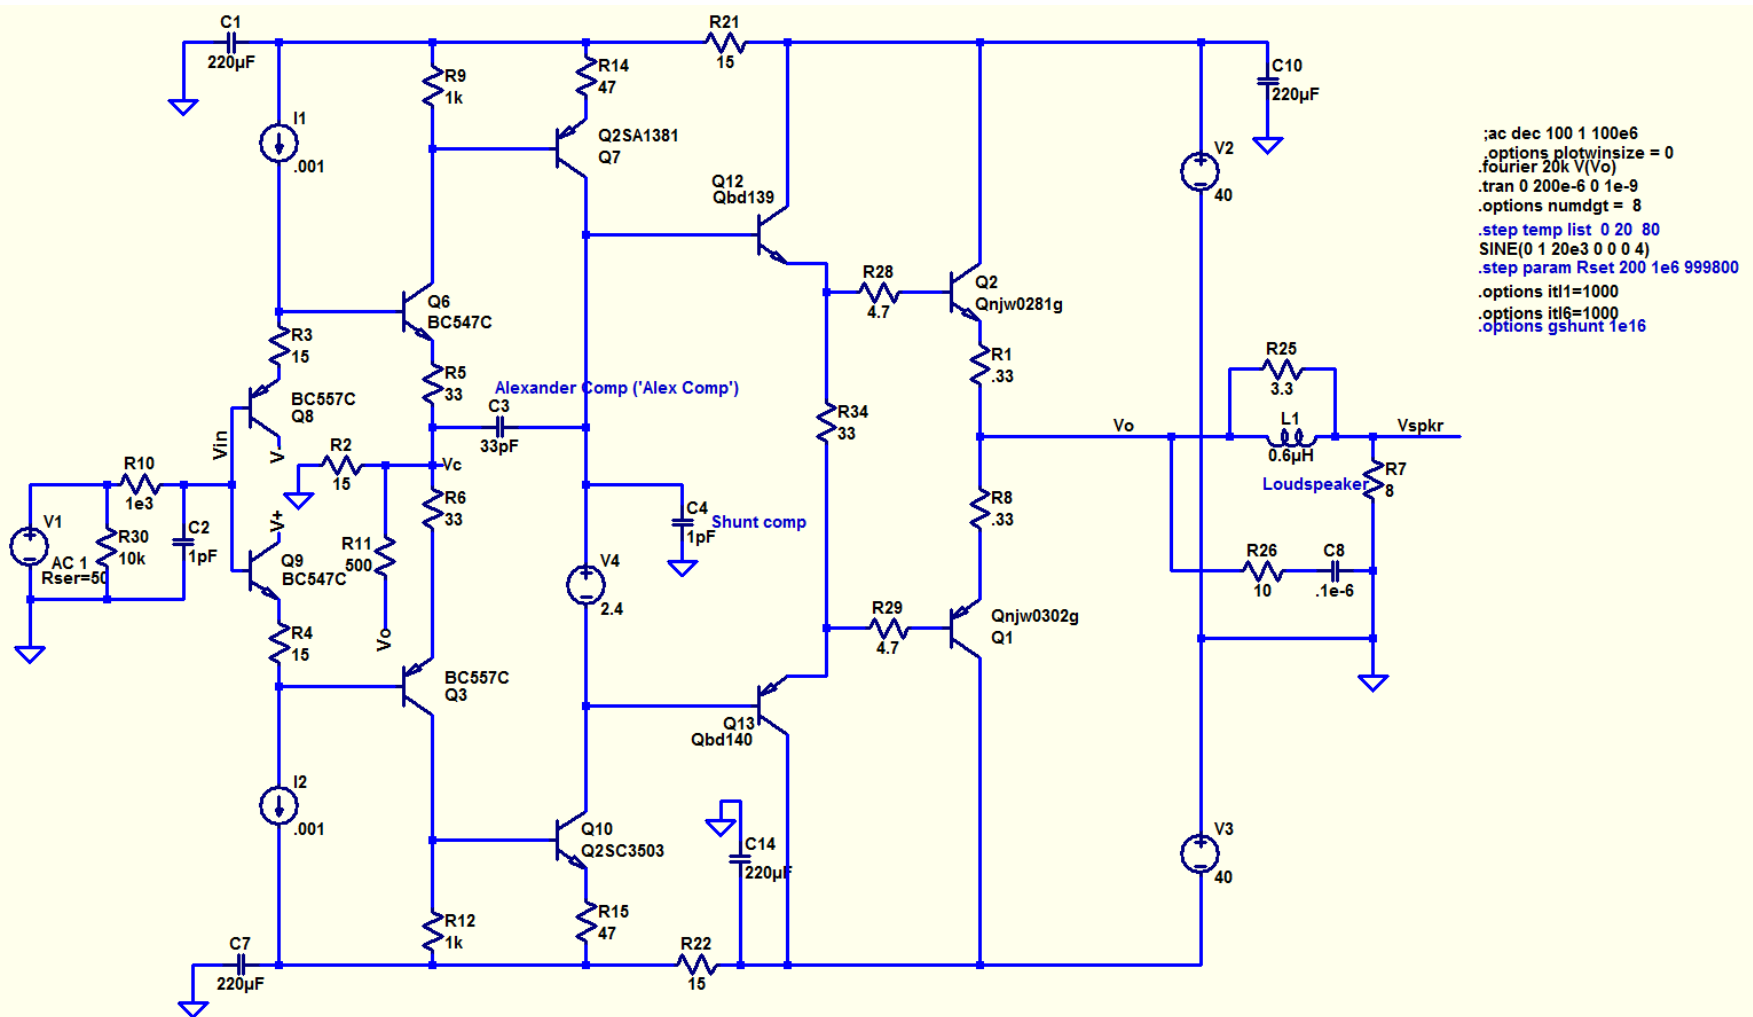 C1
220µF
R21
15
R9
1k
R14
47
C10
220µF
I1
.001
Q2SA1381
Q7
V2
40
;ac dec 100 1 100e6
.options plotwinsize = 0
.fourier 20k V(Vo)
.tran 0 200e-6 0 1e-9
.options numdgt = 8
.step temp list 0 20 80
SINE(0 1 20e3 0 0 0 4)
.step param Rset 200 1e6 999800
.options itl1=1000
.options itl6=1000
.options gshunt 1e16
Q12
Qbd139
R28
4.7
Q2
Qnjw0281g
Q6
BC547C
R3
15
R5
33
R1
.33
R25
3.3
Alexander Comp ('Alex Comp')
C3
33pF
BC557C
Q8
R34
33
L1
0.6µH
Vo
Vspkr
Vin
V-
R2
15
Vc
R10
1e3
R7
8
Loudspeaker
R6
33
C4
1pF
Shunt comp
R8
.33
V1
AC 1
Rser=50
R30
10k
C2
1pF
V+
Q9
BC547C
R11
500
V4
2.4
R26
10
C8
.1e-6
R29
4.7
Qnjw0302g
Q1
R4
15
Vo
BC557C
Q3
Q13
Qbd140
I2
.001
Q10
Q2SC3503
C14
220µF
V3
40
R12
1k
R15
47
C7
220µF
R22
15